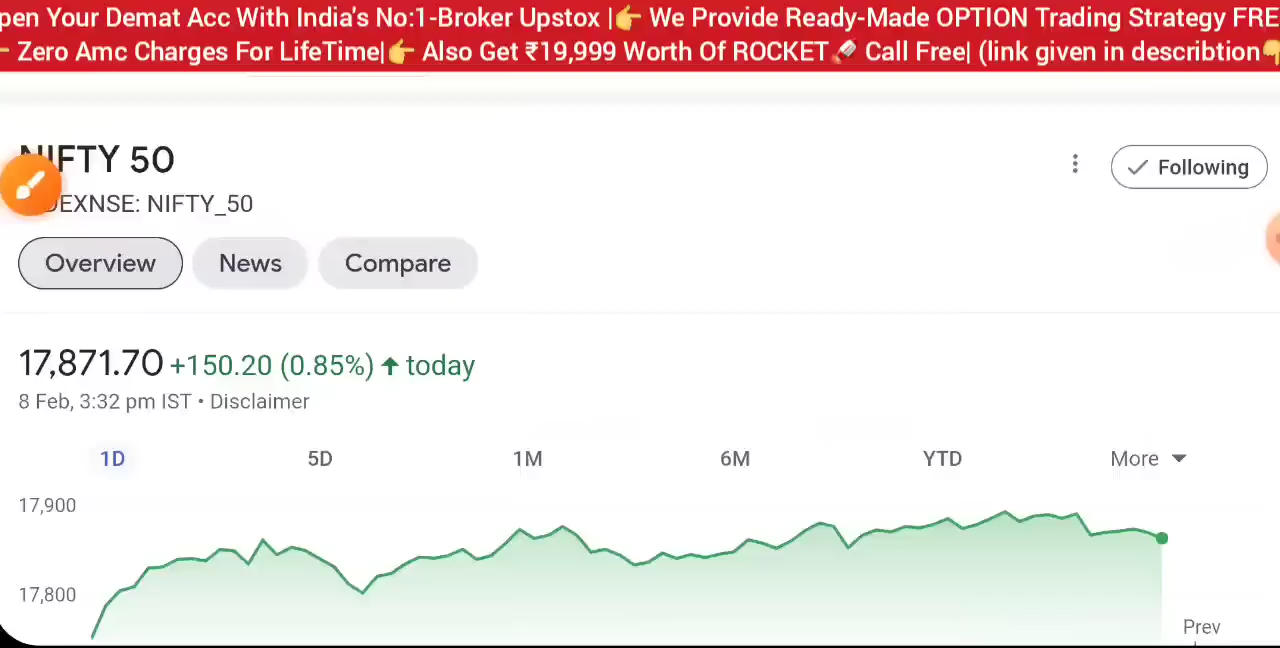 pen Your Demat Acc With India's No:1-Broker Upstox |👉 We Provide Ready-Made OPTION Trading Strategy FRE
Zero Amc Charges For LifeTime|👉 Also Get ₹19,999 Worth Of ROCKET🚀 Call Free| (link given in describtion👇
NIFTY 50
DEXNSE: NIFTY_50
Following
Overview News Compare
17,871.70 +150.20 (0.85%) ↑ today
8 Feb, 3:32 pm IST • Disclaimer
1D 5D 1M 6M YTD More
17,900
17,800
Prev